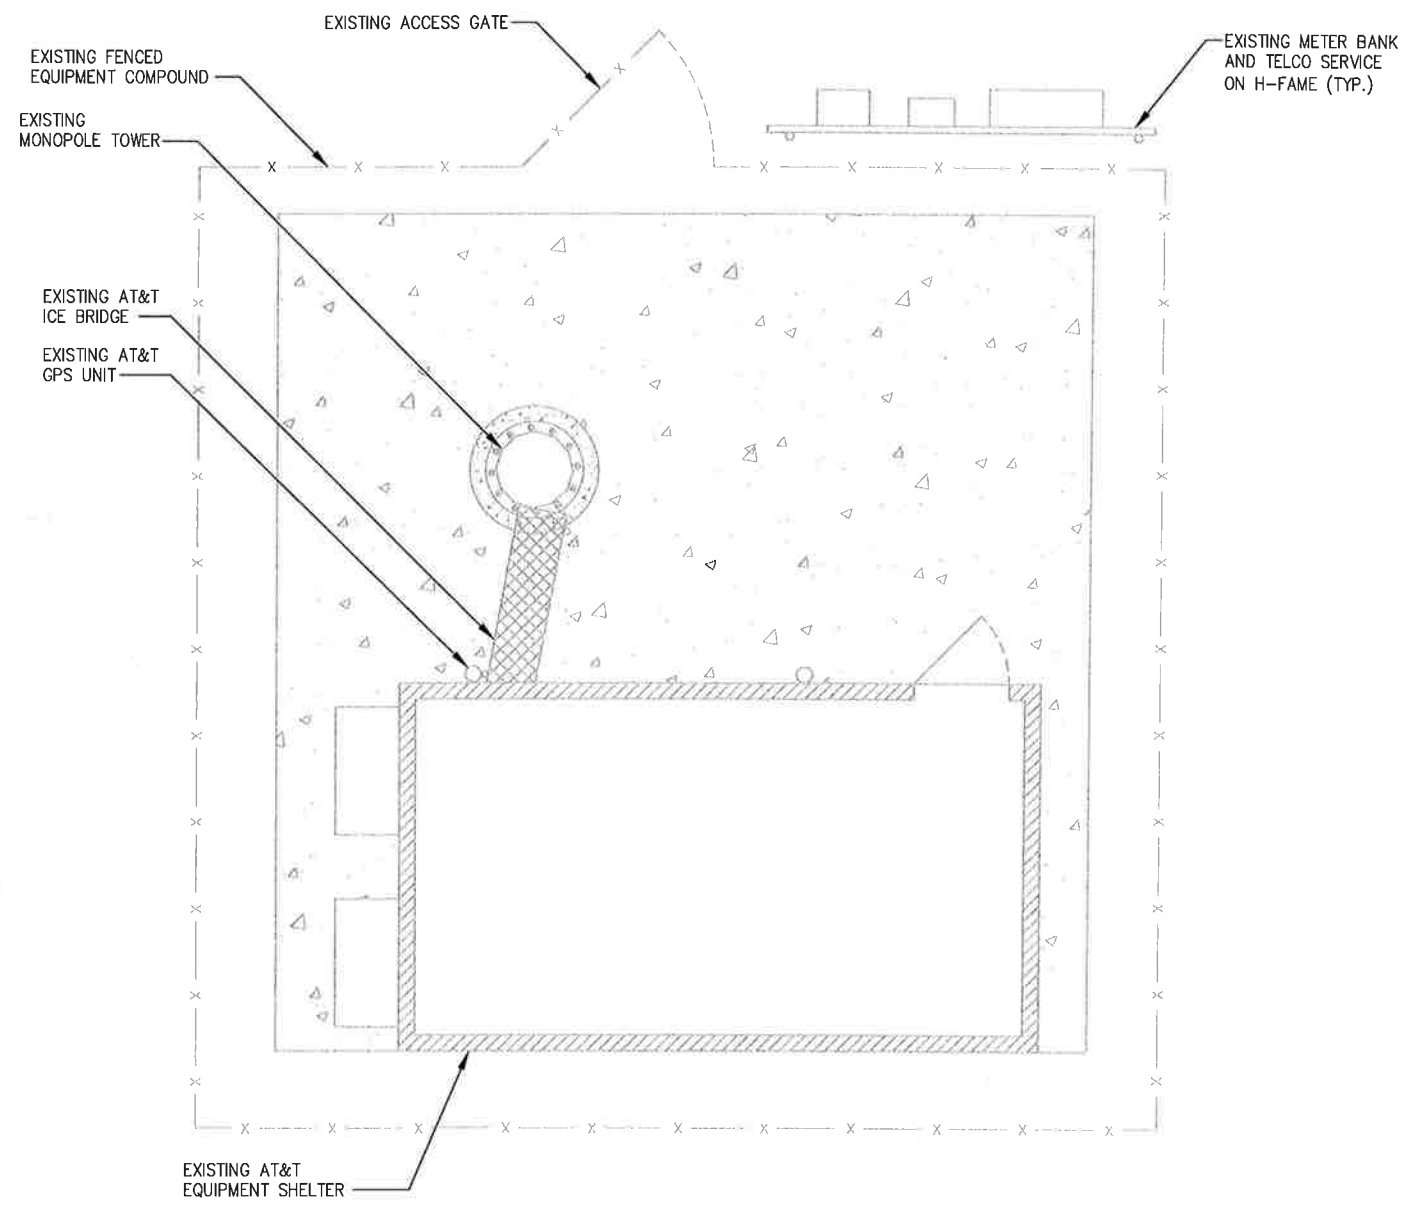 EXISTING ACCESS GATE
EXISTING METER BANK
AND TELCO SERVICE
ON H-FAME (TYP.)
EXISTING FENCED
EQUIPMENT COMPOUND
EXISTING
MONOPOLE TOWER
EXISTING AT&T
ICE BRIDGE
EXISTING AT&T
GPS UNIT
EXISTING AT&T
EQUIPMENT SHELTER